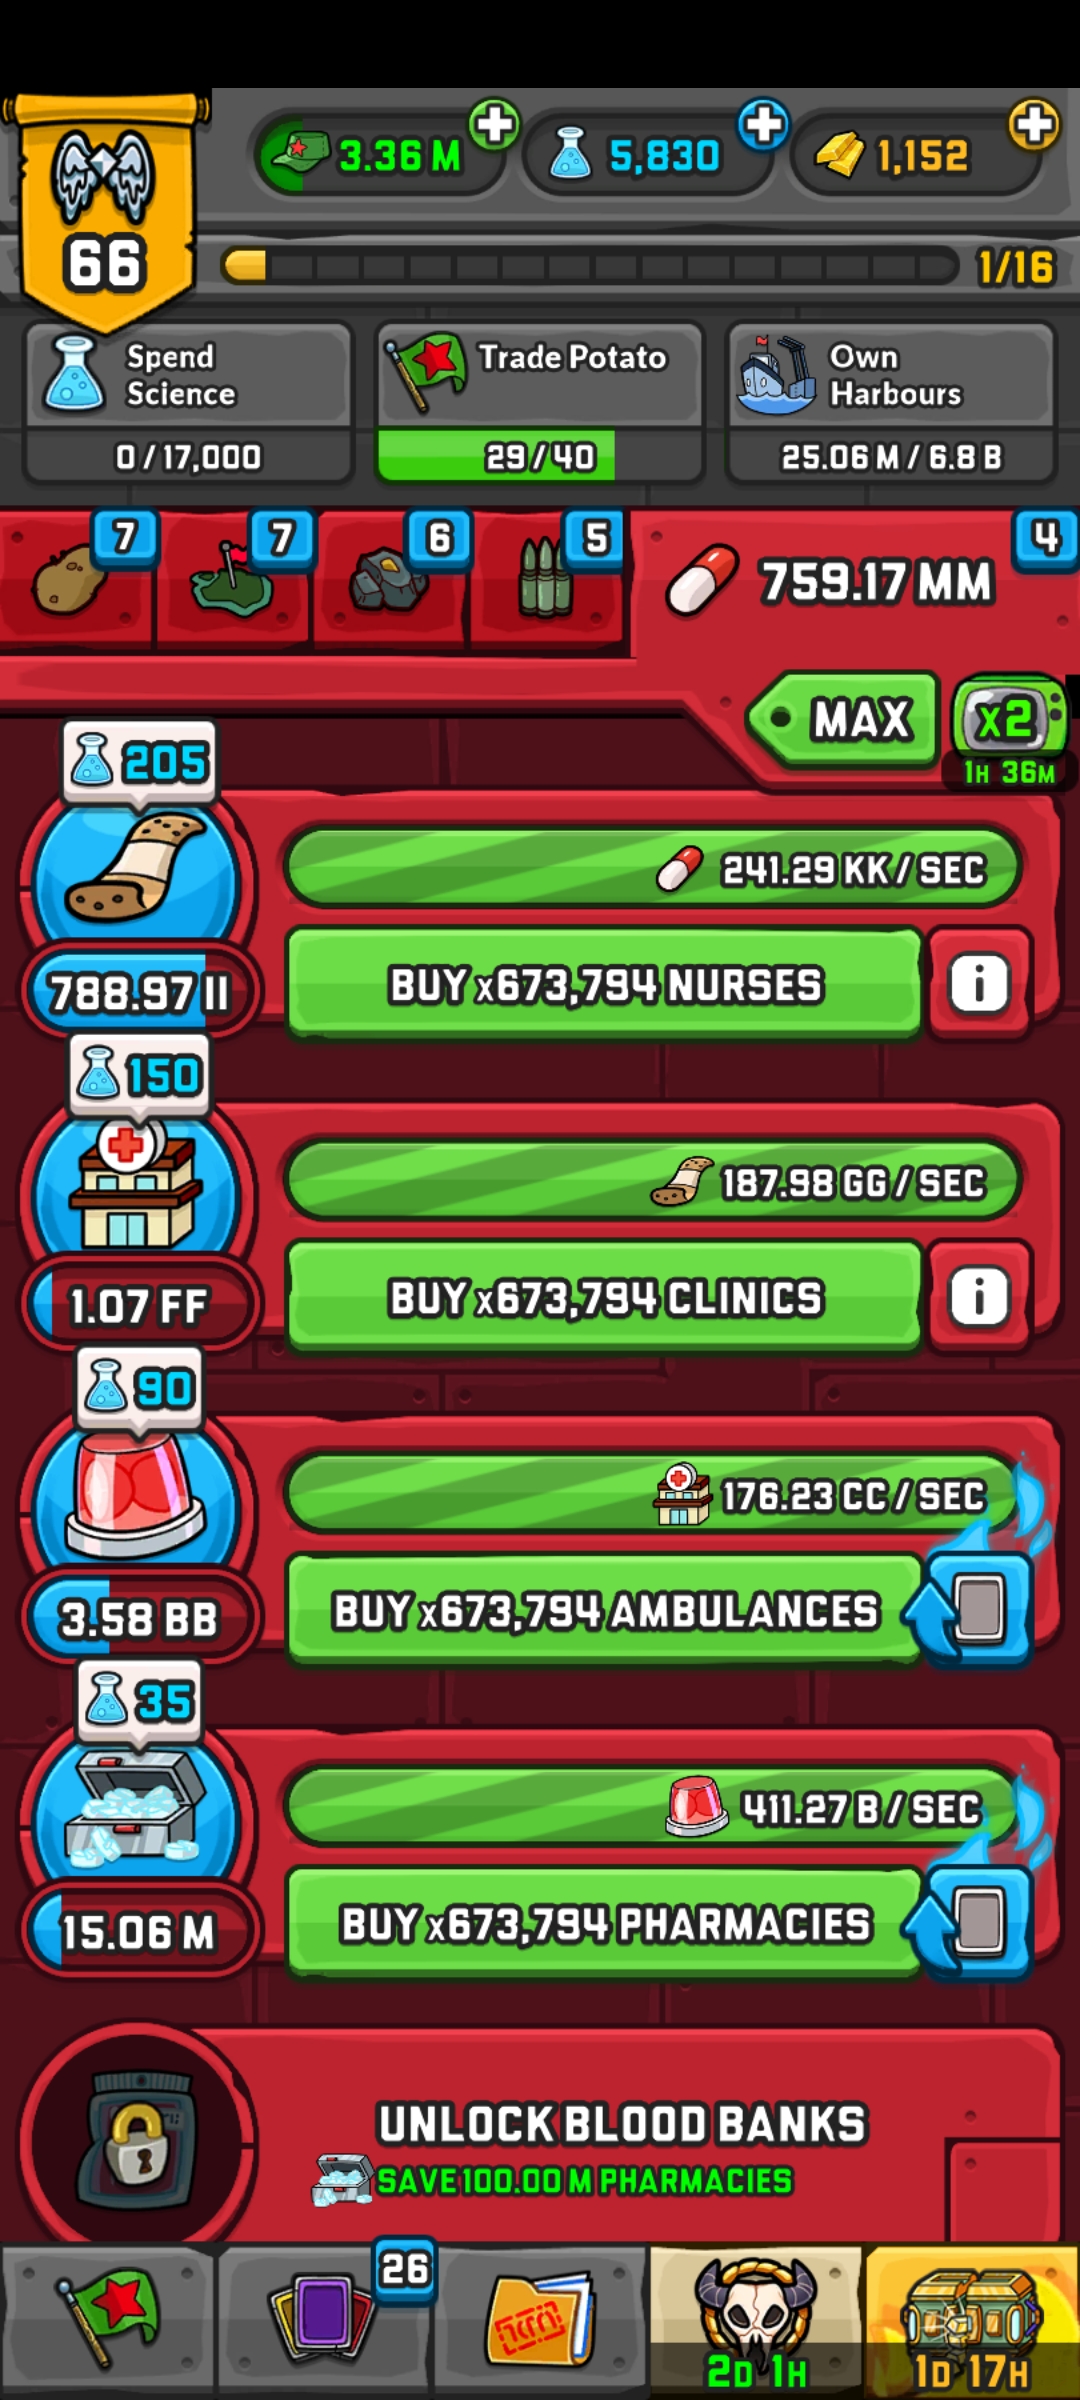 3.36 M
5,830
1,152
66
1/16
Spend
Science
0/17,000
Trade Potato
29/40
Own
Harbours
25.06 M / 6.8 B
7
7
6
5
759.17 MM
4
MAX
x2
1H 36M
205
241.29 KK / SEC
788.97 II
BUY x673,794 NURSES
i
150
187.98 GG / SEC
1.07 FF
BUY x673,794 CLINICS
i
90
176.23 CC / SEC
3.58 BB
BUY x673,794 AMBULANCES
35
411.27 B / SEC
15.06 M
BUY x673,794 PHARMACIES
UNLOCK BLOOD BANKS
SAVE 100.00 M PHARMACIES
26
2D 1H
1D 17H